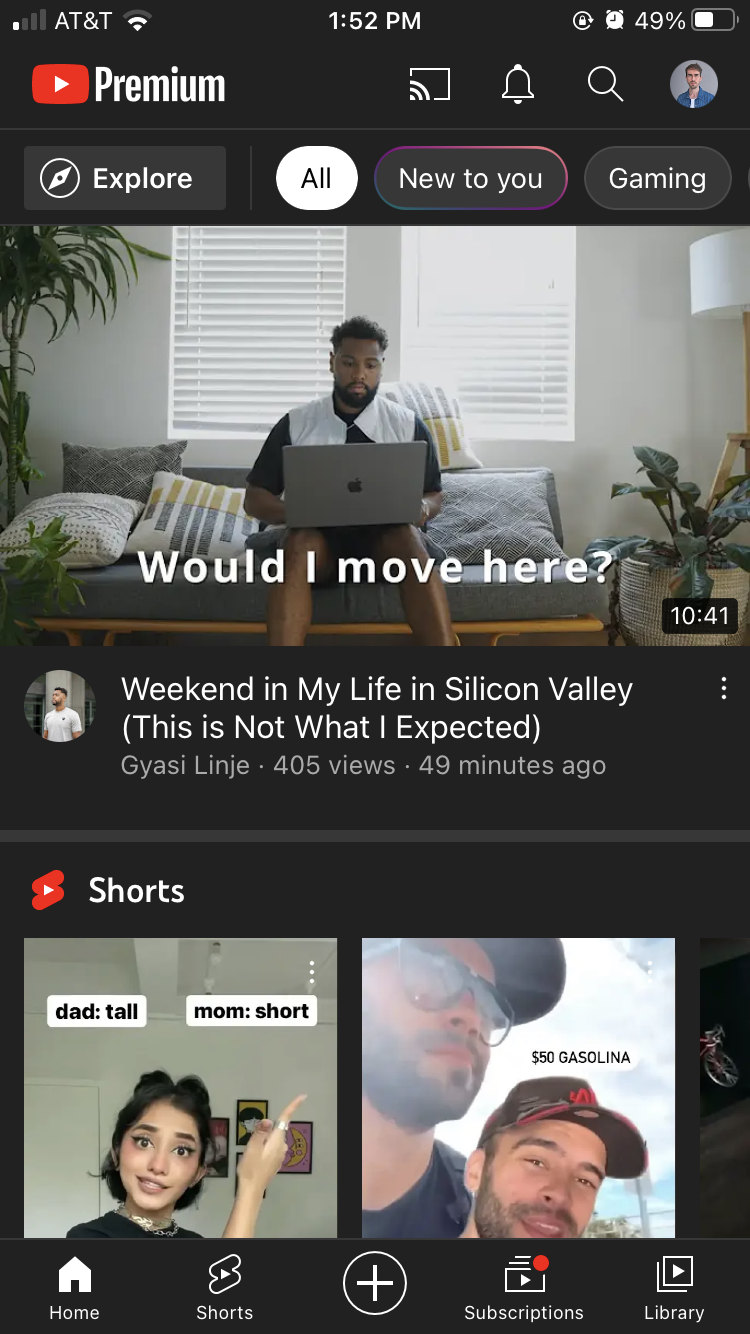 AT&T 1:52 PM 49%
Premium
Explore All New to you Gaming
Would I move here?
10:41
Weekend in My Life in Silicon Valley
(This is Not What I Expected)
Gyasi Linje · 405 views · 49 minutes ago
Shorts
dad: tall mom: short
$50 GASOLINA
Home Shorts Subscriptions Library